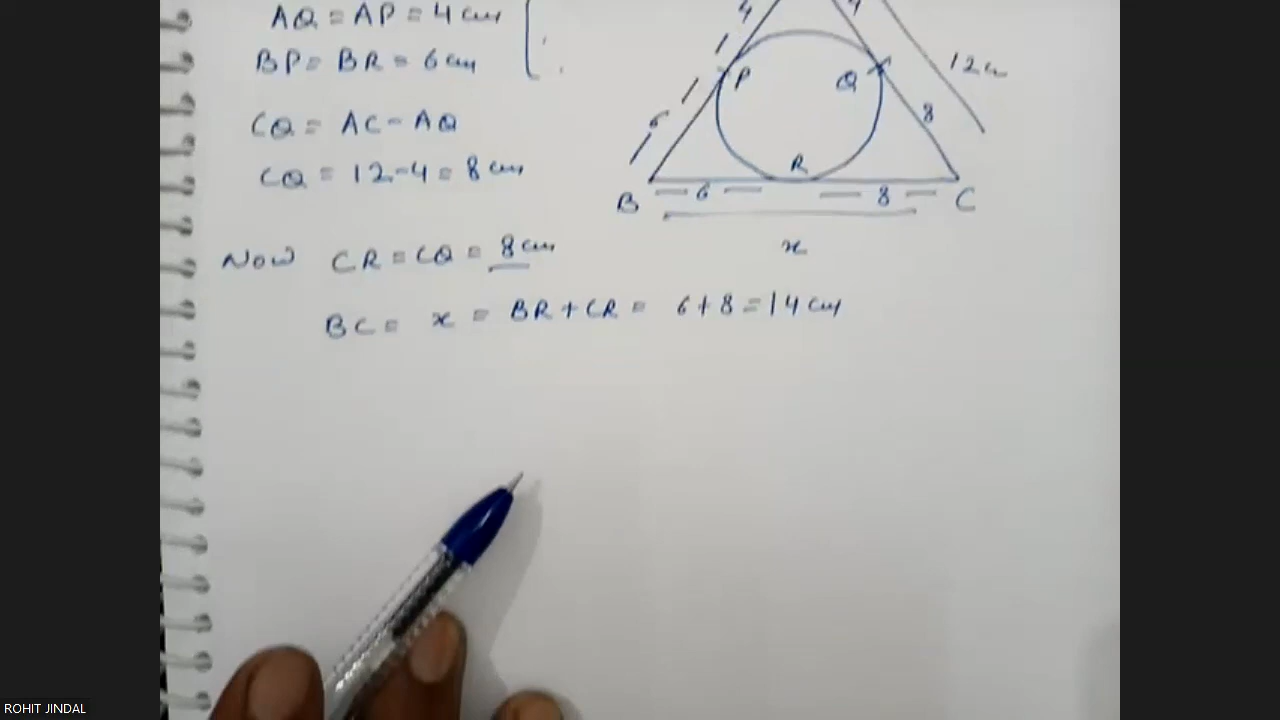 AQ = AP = 4 cm
BP = BR = 6 cm
CQ = AC - AQ
CQ = 12 - 4 = 8 cm
Now CR = CQ = 8 cm
BC = x = BR + CR = 6 + 8 = 14 cm
4 4
12
P Q
6 8
R
B 6 8 C
x
ROHIT JINDAL